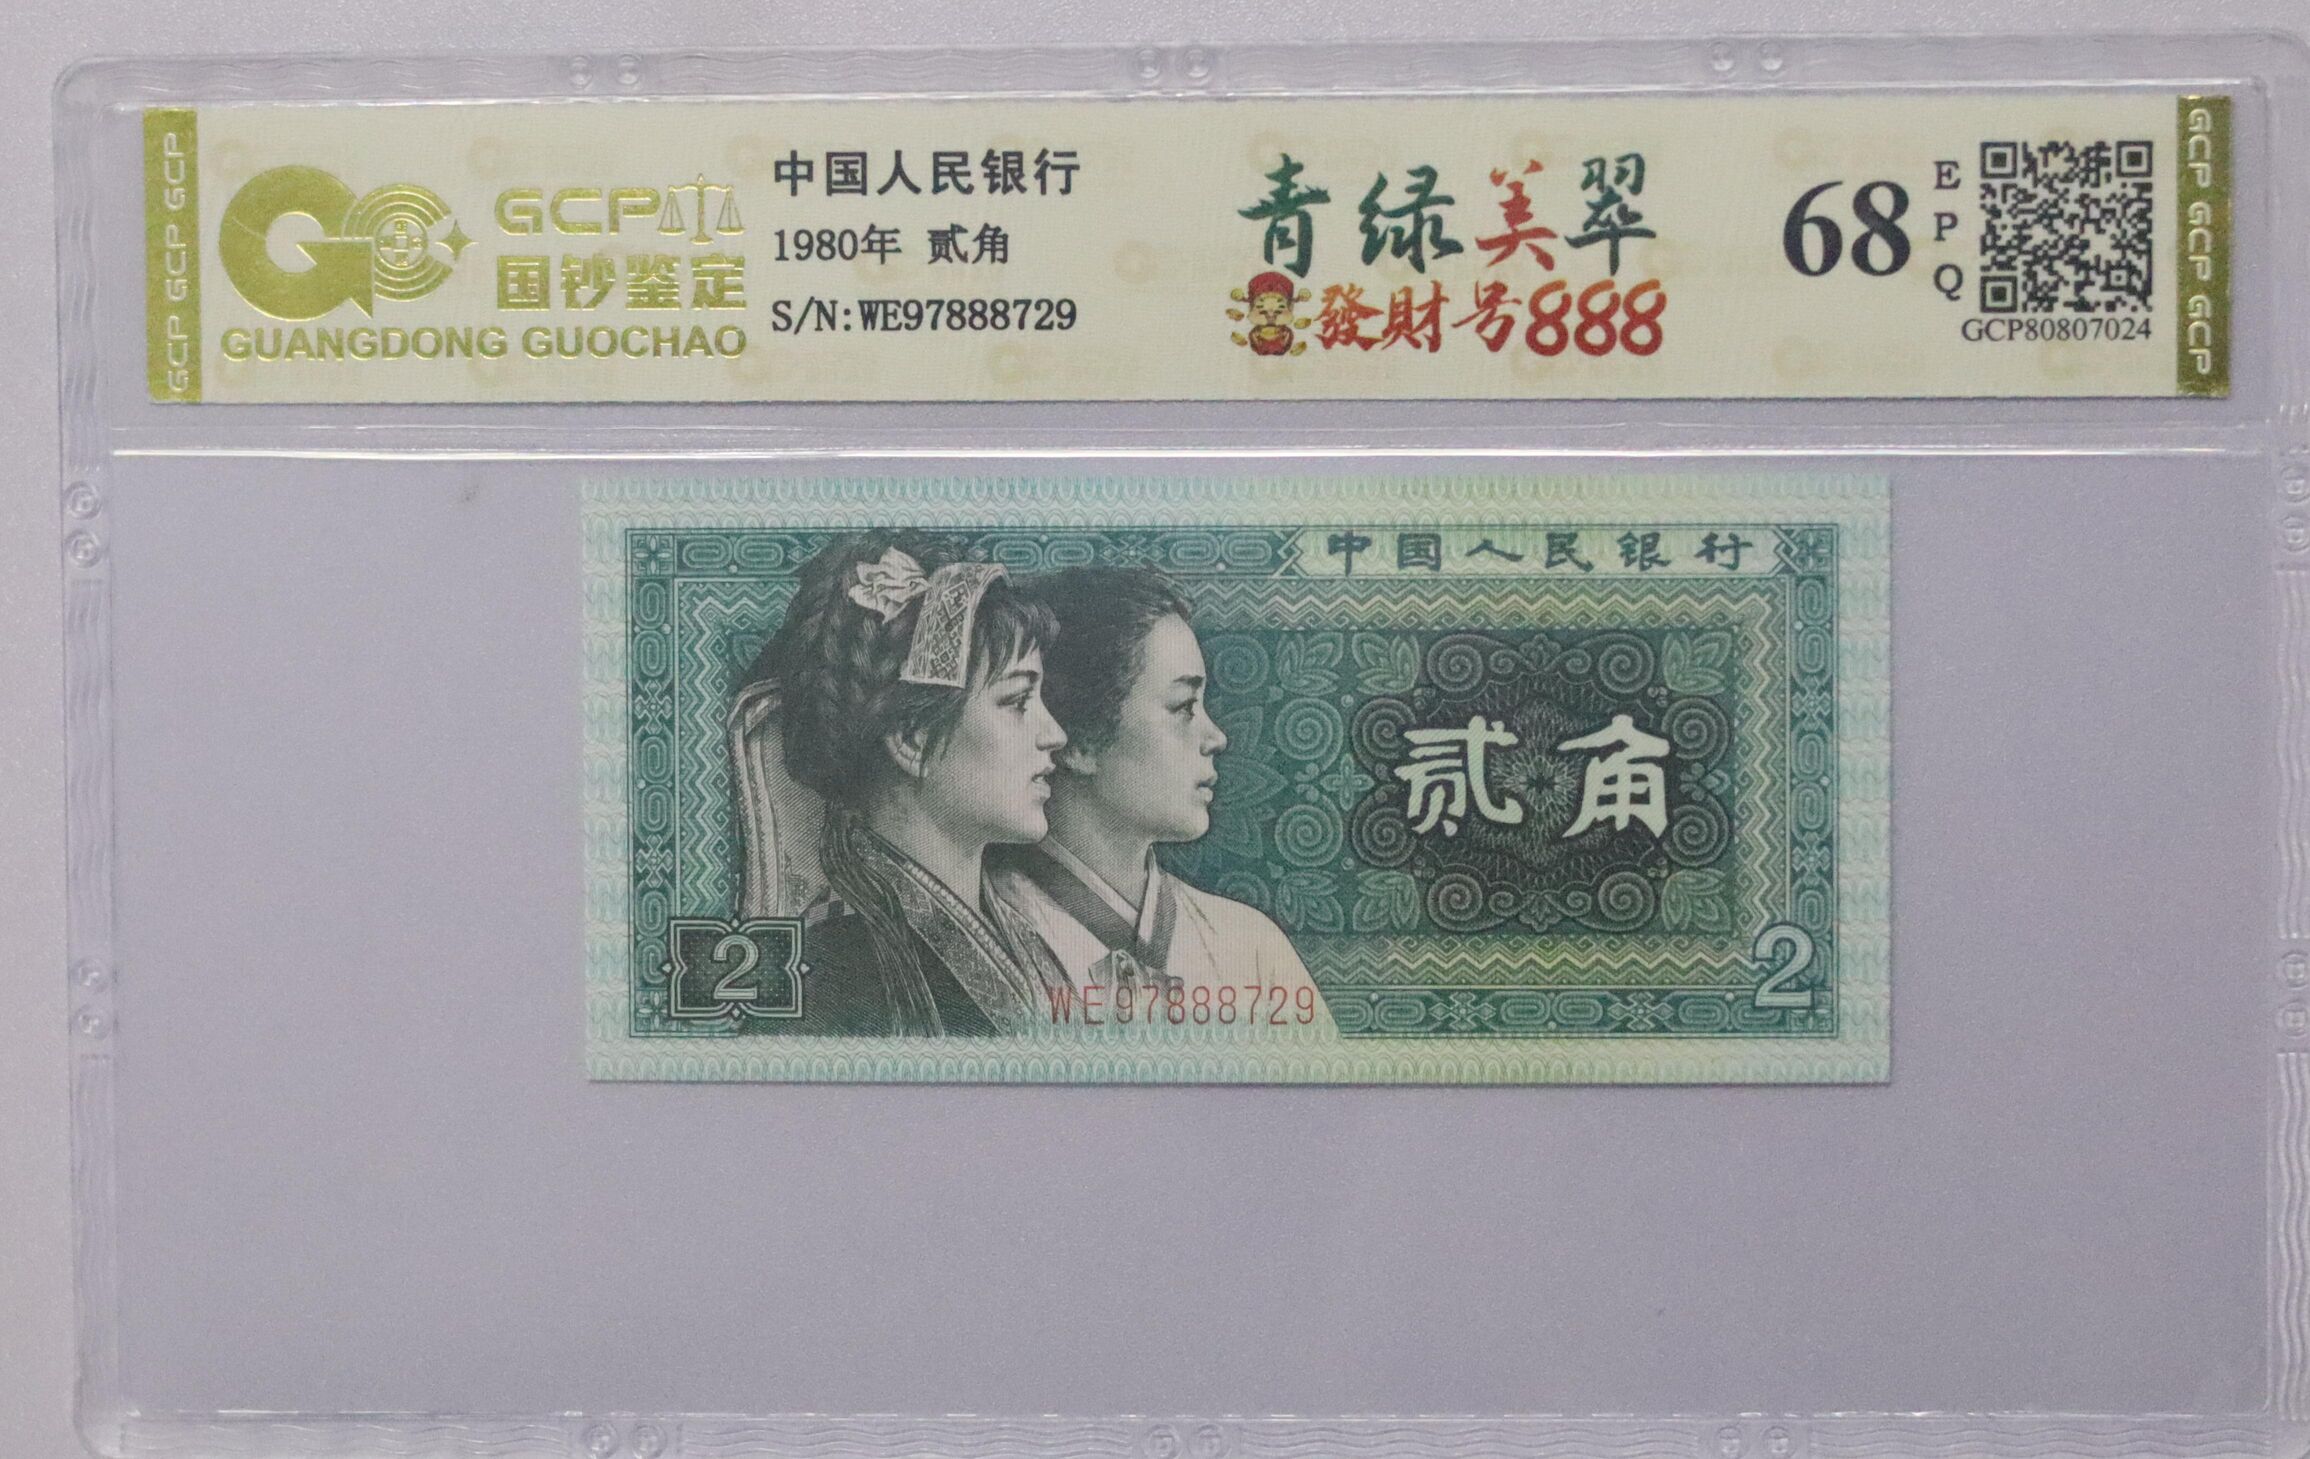 GCP GCP GCP
GCP
国钞鉴定
GUANGDONG GUOCHAO
中国人民银行
1980年 贰角
S/N:WE97888729
青绿美翠
發财号888
68
EPQ
GCP80807024
GCP GCP GCP
中国人民银行
贰角
2
2
WE97888729